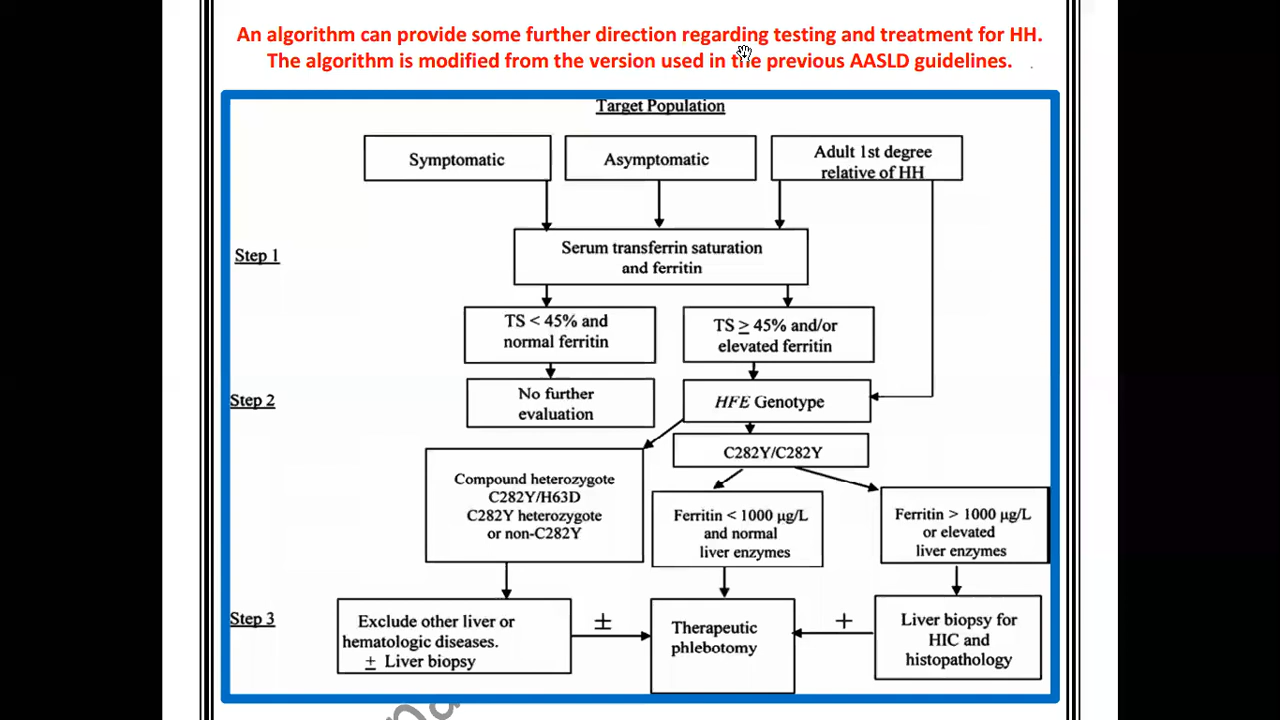 An algorithm can provide some further direction regarding testing and treatment for HH.
The algorithm is modified from the version used in the previous AASLD guidelines.
Target Population
Symptomatic
Asymptomatic
Adult 1st degree
relative of HH
Step 1
Serum transferrin saturation
and ferritin
TS < 45% and
normal ferritin
TS ≥ 45% and/or
elevated ferritin
Step 2
No further
evaluation
HFE Genotype
C282Y/C282Y
Compound heterozygote
C282Y/H63D
C282Y heterozygote
or non-C282Y
Ferritin < 1000 µg/L
and normal
liver enzymes
Ferritin > 1000 µg/L
or elevated
liver enzymes
Step 3
Exclude other liver or
hematologic diseases.
± Liver biopsy
±
Therapeutic
phlebotomy
+
Liver biopsy for
HIC and
histopathology